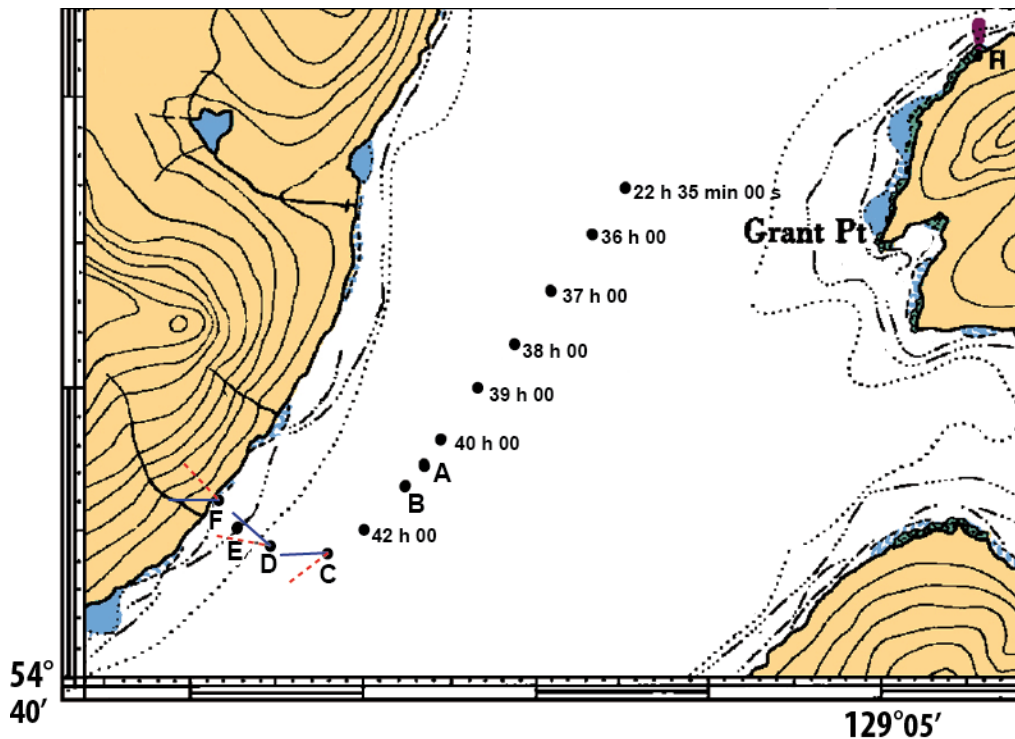 Fl
22 h 35 min 00 s
Grant Pt
36 h 00
37 h 00
38 h 00
39 h 00
40 h 00
A
B
F
42 h 00
E
D
C
54°
40′
129°05′